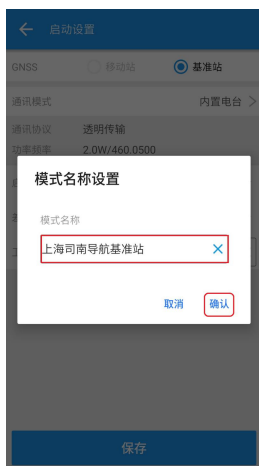 启动设置
GNSS 移动站 基准站
通讯模式 内置电台
通讯协议 透明传输
功率频率 2.0W/460.0500
模式名称设置
模式名称
上海司南导航基准站
取消 确认
保存